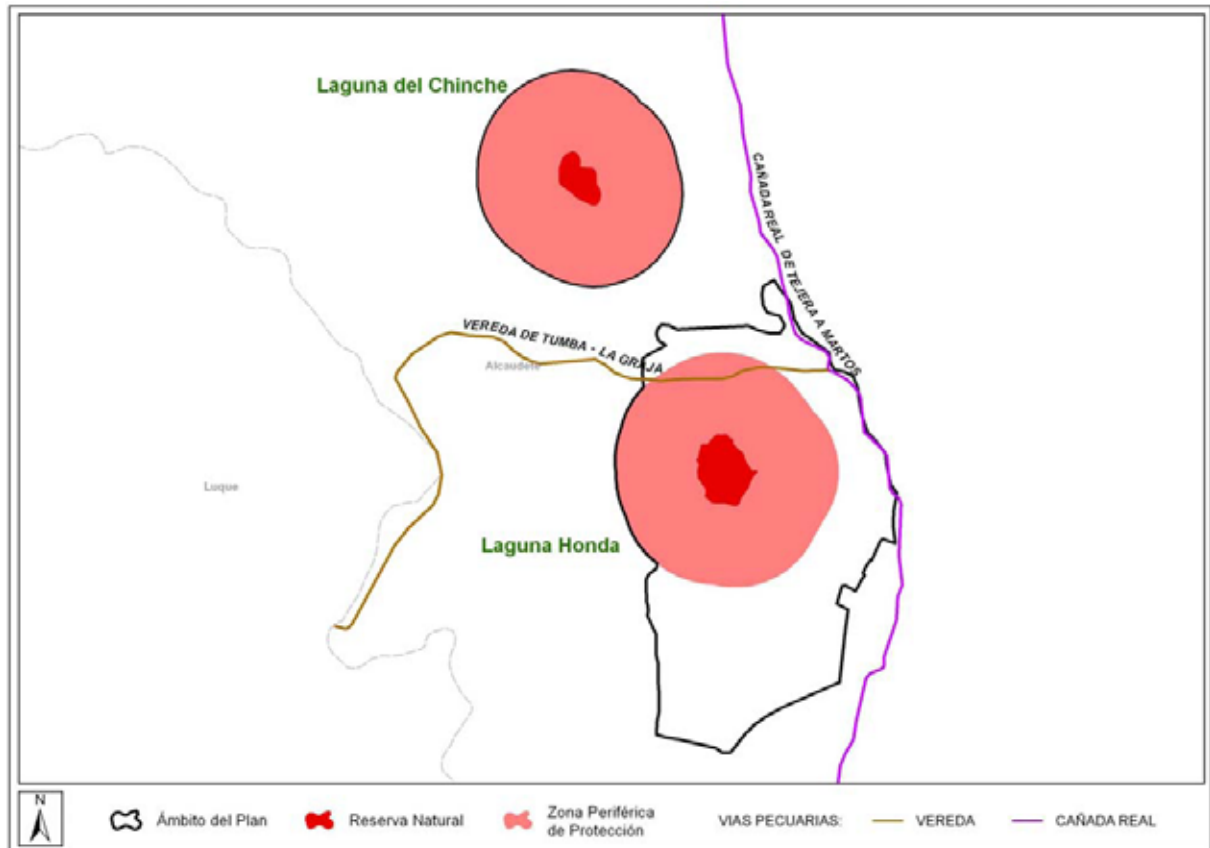 Laguna del Chinche
CAÑADA REAL DE TEJERA A MARTOS
VEREDA DE TUMBA - LA GRAJA
Alcaudete
Luque
Laguna Honda
N
Ámbito del Plan
Reserva Natural
Zona Periférica
de Protección
VIAS PECUARIAS:
VEREDA
CAÑADA REAL